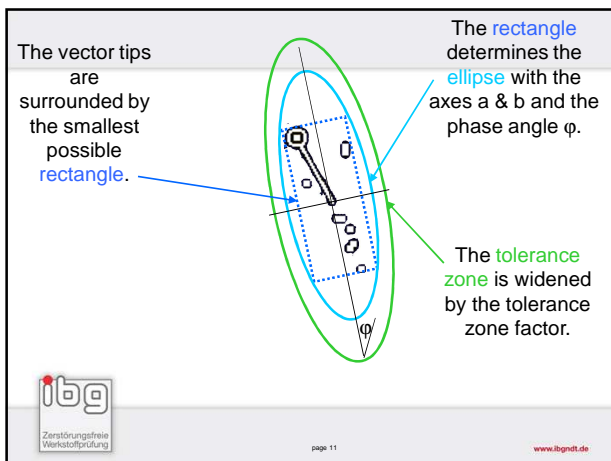 The vector tips
are
surrounded by
the smallest
possible
rectangle.
The rectangle
determines the
ellipse with the
axes a & b and the
phase angle φ.
The tolerance
zone is widened
by the tolerance
zone factor.
φ
ibg
Zerstörungsfreie
Werkstoffprüfung
page 11
www.ibgndt.de